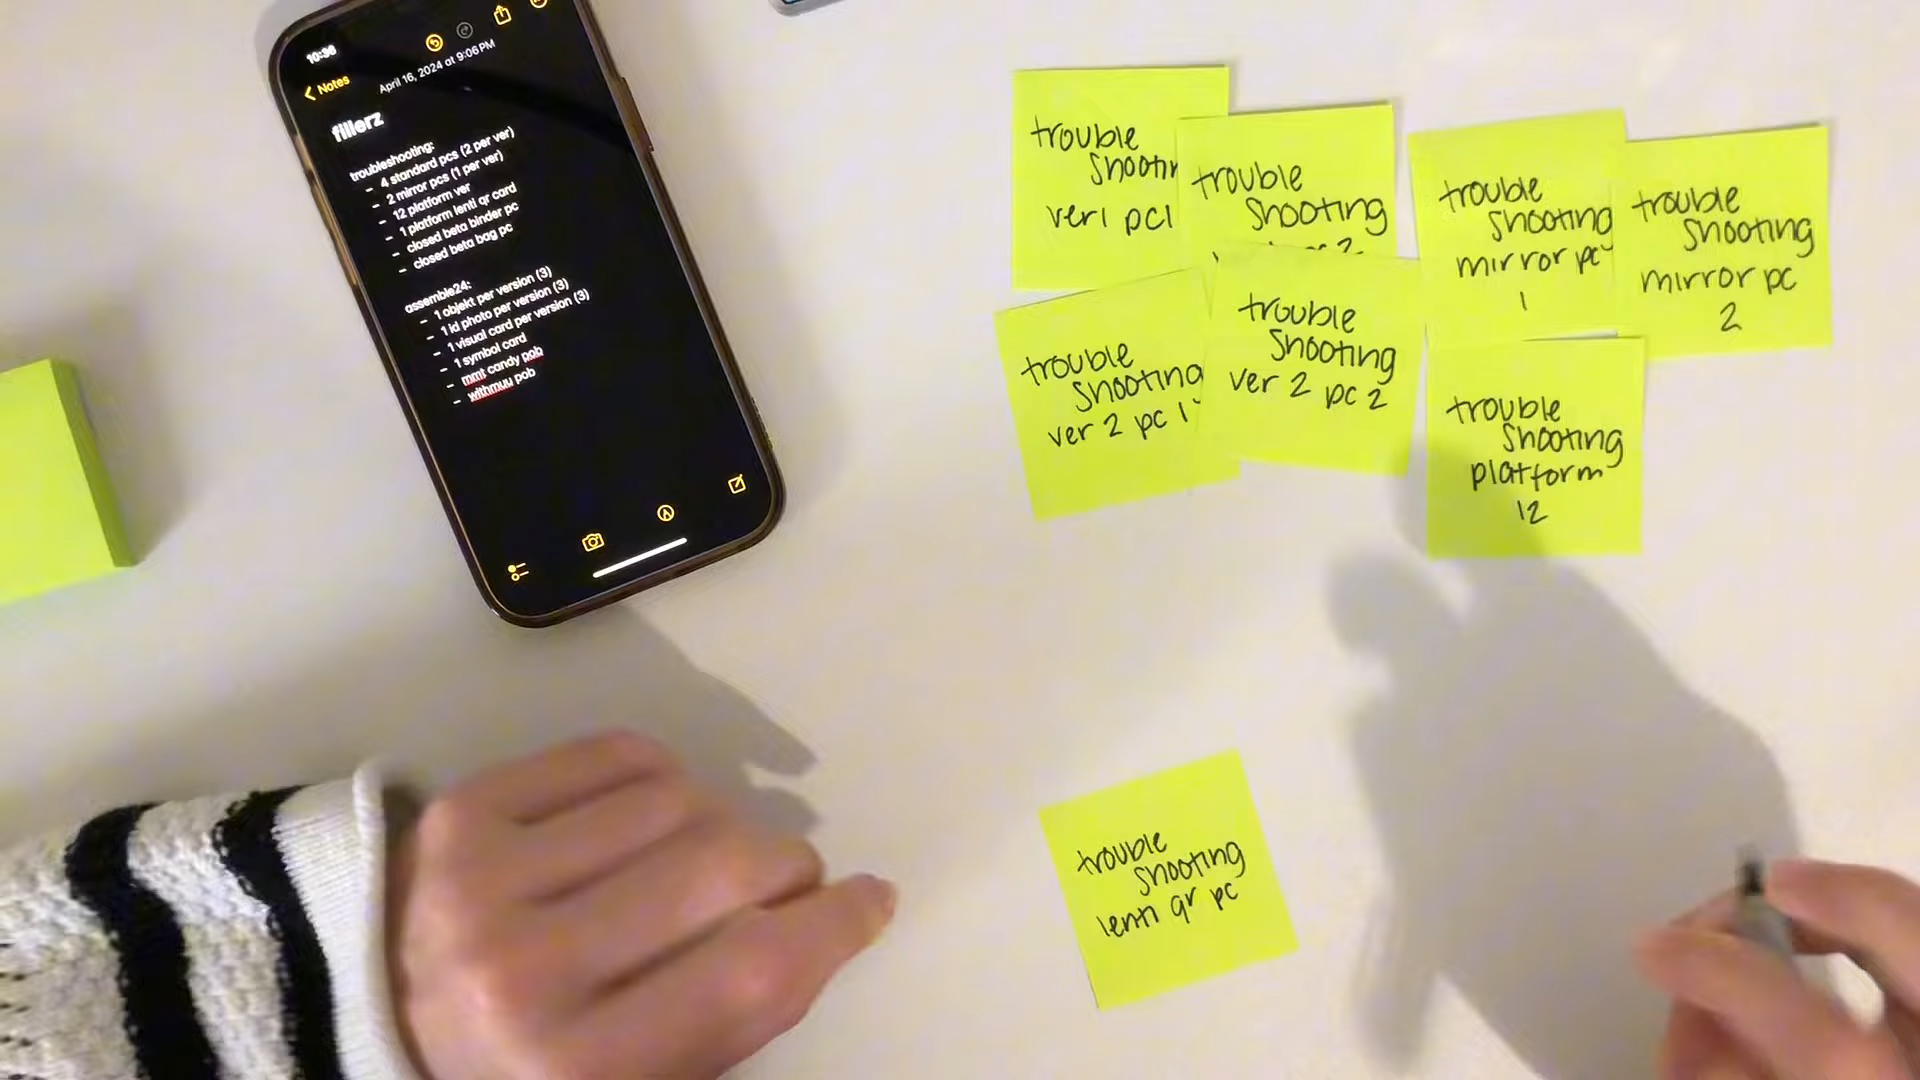 10:36
Notes
April 16, 2024 at 9:06 PM
fillerz
troubleshooting:
- 4 standard pcs (2 per ver)
- 2 mirror pcs (1 per ver)
- 12 platform ver
- 1 platform lenti qr card
- closed beta binder pc
- closed beta bag pc
assemble24:
- 1 objekt per version (3)
- 1 id photo per version (3)
- 1 visual card per version (3)
- 1 symbol card
- mmt candy pob
- withmuu pob
trouble
shootin
ver1 pc1
trouble
shooting
2
trouble
shooting
mirror pc
1
trouble
shooting
mirror pc
2
trouble
shooting
ver 2 pc 1
trouble
shooting
ver 2 pc 2
trouble
shooting
platform
12
trouble
shooting
lenti qr pc